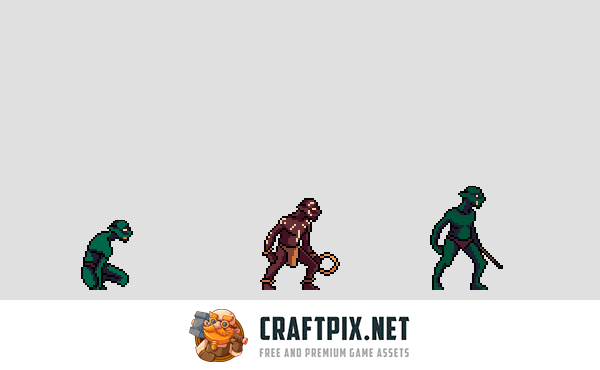 CRAFTPIX.NET
FREE AND PREMIUM GAME ASSETS